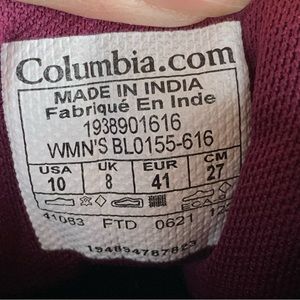 Columbia.com
MADE IN INDIA
Fabriqué En Inde
1938901616
WMN'S BL0155-616
USA UK EUR CM
10 8 41 27
41083 FTD 0621